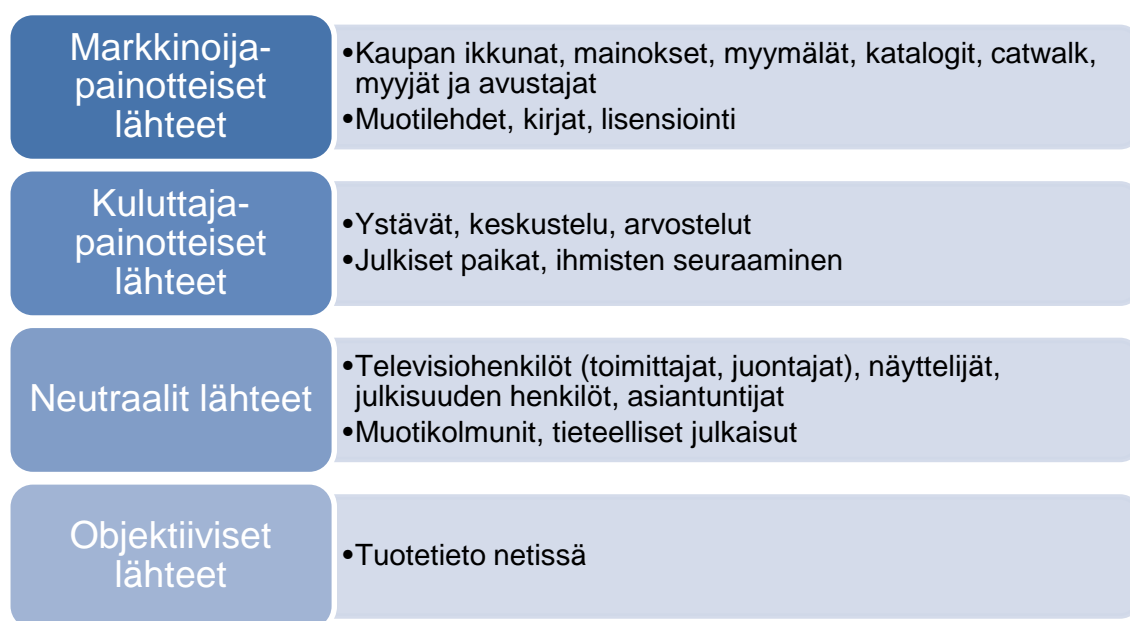 Markkinoija-
painotteiset
lähteet
•Kaupan ikkunat, mainokset, myymälät, katalogit, catwalk,
myyjät ja avustajat
•Muotilehdet, kirjat, lisensiointi
Kuluttaja-
painotteiset
lähteet
•Ystävät, keskustelu, arvostelut
•Julkiset paikat, ihmisten seuraaminen
Neutraalit lähteet
•Televisiohenkilöt (toimittajat, juontajat), näyttelijät,
julkisuuden henkilöt, asiantuntijat
•Muotikolmunit, tieteelliset julkaisut
Objektiiviset
lähteet
•Tuotetieto netissä